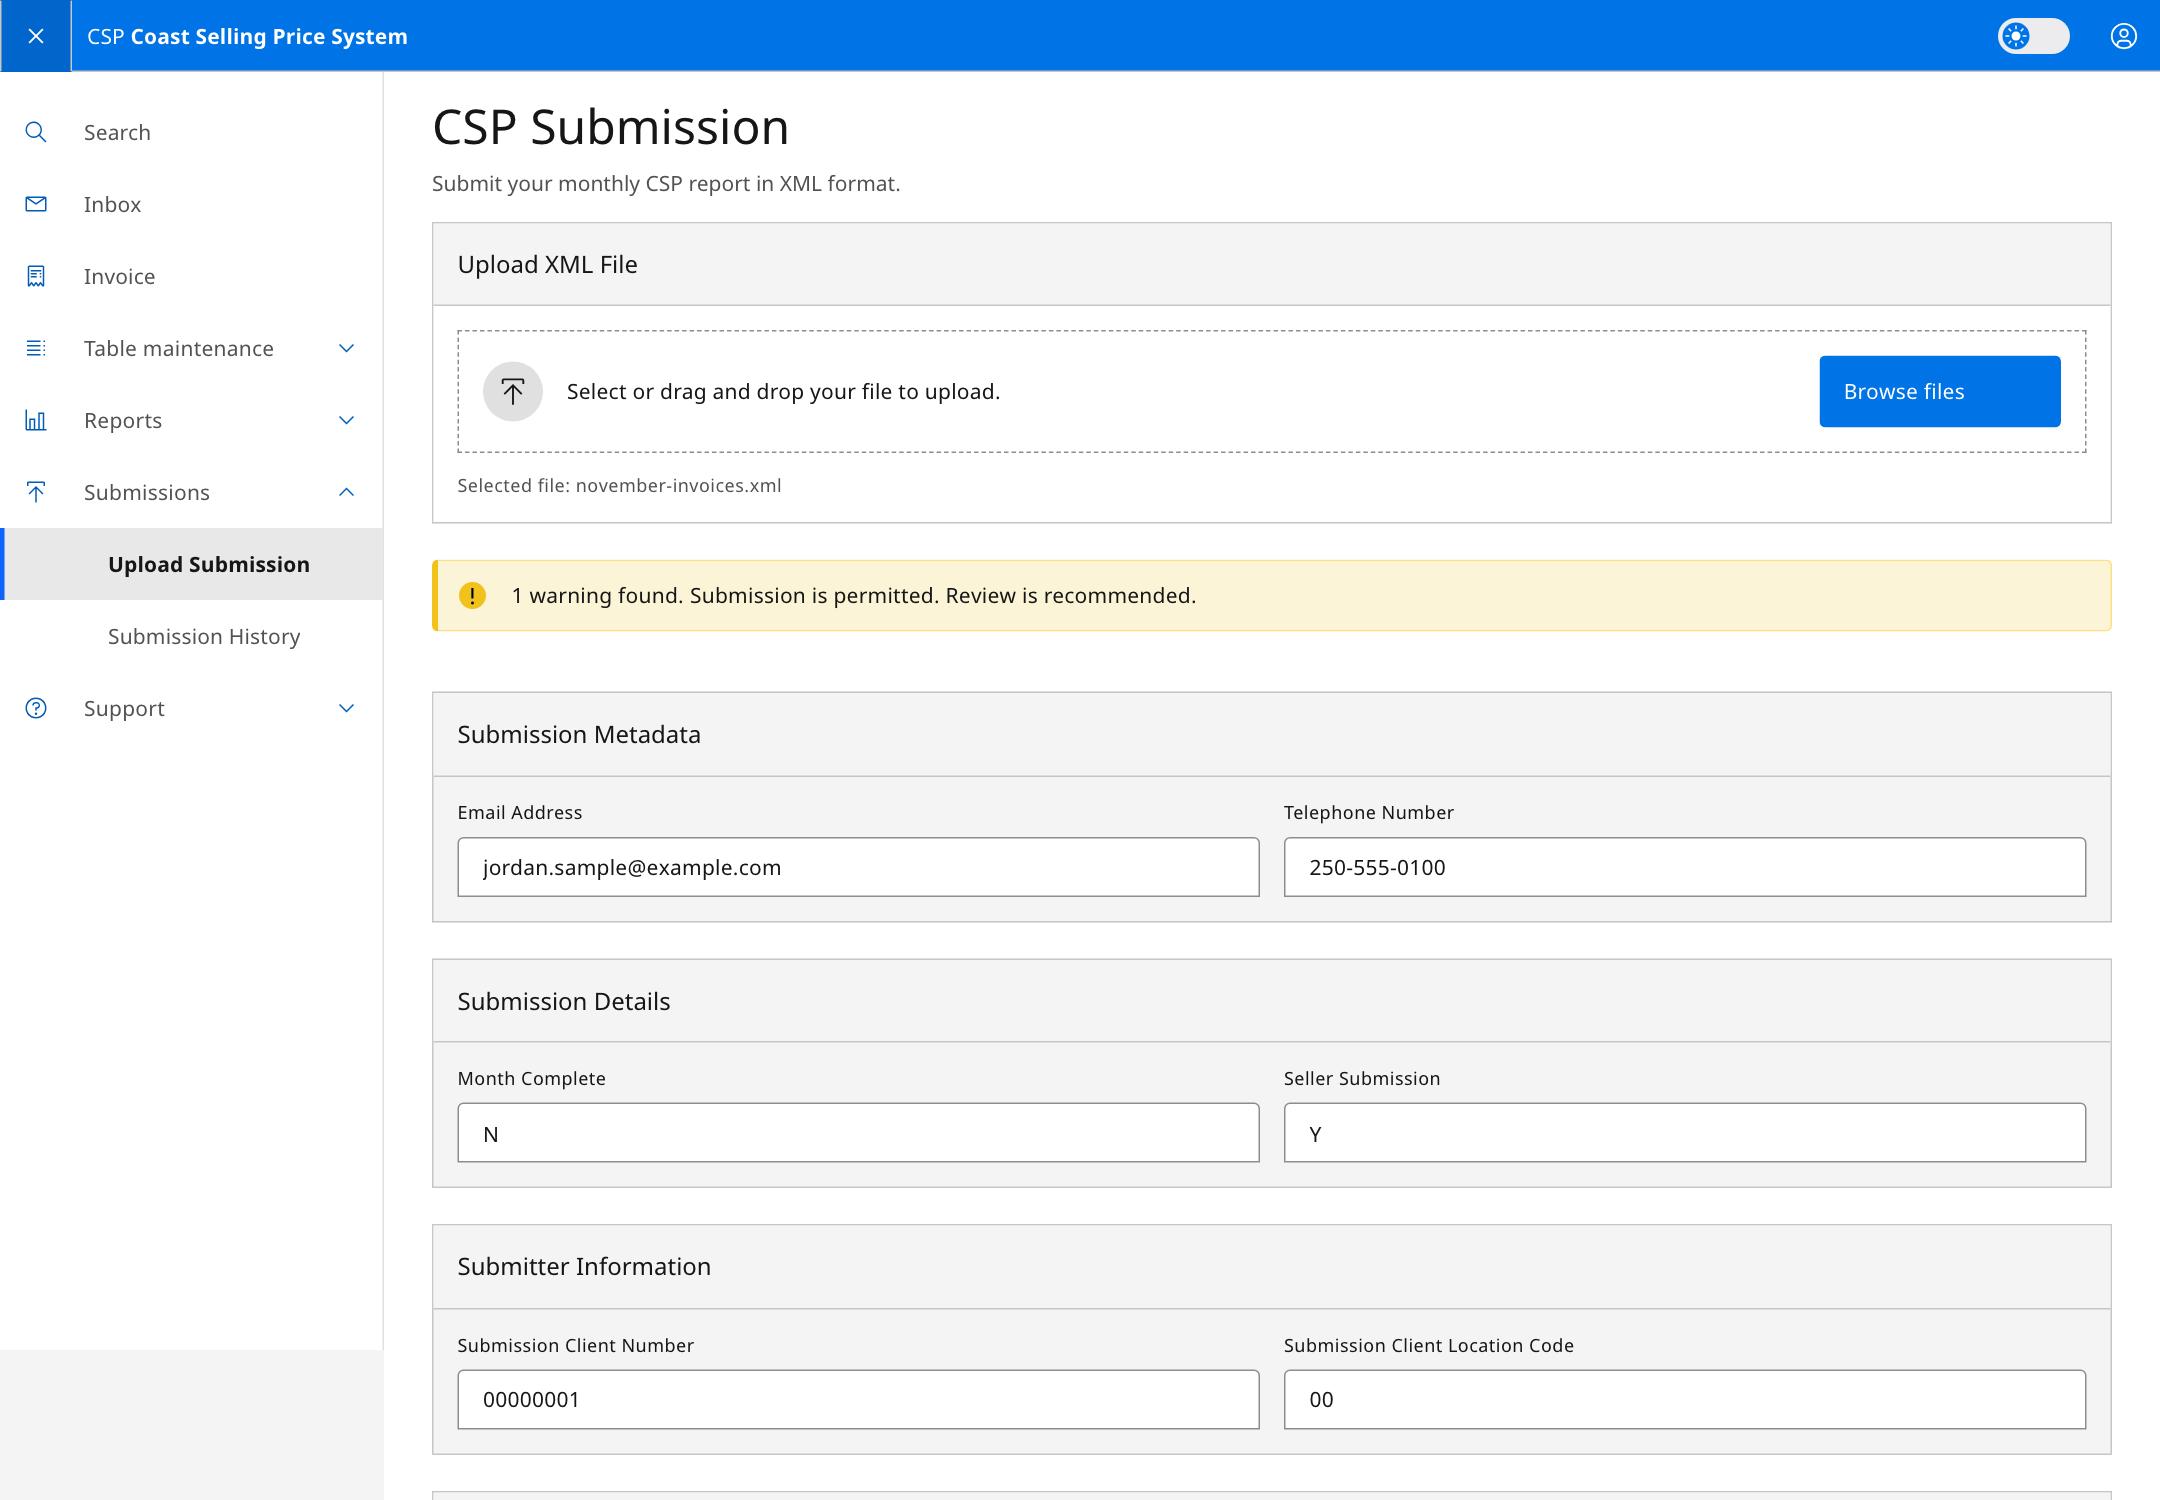 CSP Coast Selling Price System
Search
Inbox
Invoice
Table maintenance
Reports
Submissions
Upload Submission
Submission History
Support
CSP Submission
Submit your monthly CSP report in XML format.
Upload XML File
Select or drag and drop your file to upload.
Browse files
Selected file: november-invoices.xml
1 warning found. Submission is permitted. Review is recommended.
Submission Metadata
Email Address
jordan.sample@example.com
Telephone Number
250-555-0100
Submission Details
Month Complete
N
Seller Submission
Y
Submitter Information
Submission Client Number
00000001
Submission Client Location Code
00